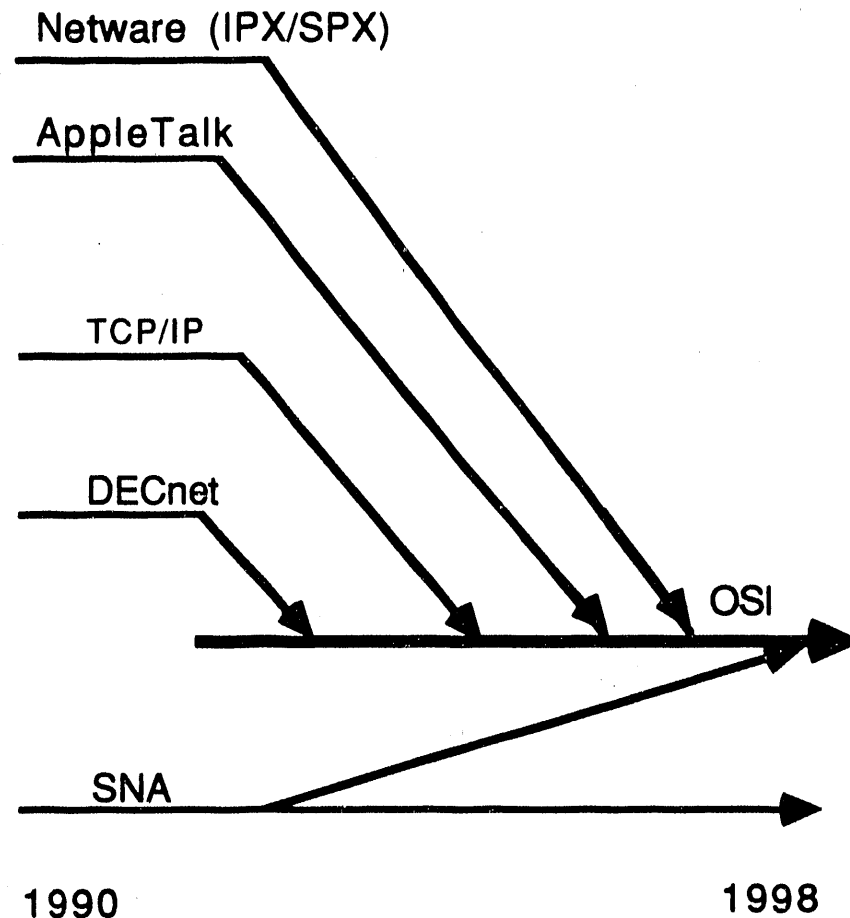 Netware (IPX/SPX)
AppleTalk
TCP/IP
DECnet
OSI
SNA
1990
1998